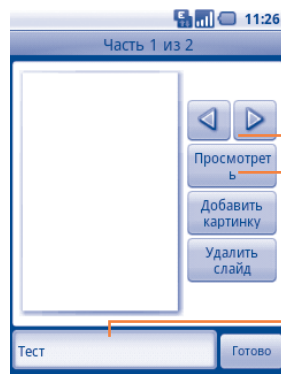 11:26
Часть 1 из 2
Просмотрет
ь
Добавить
картинку
Удалить
слайд
Тест
Готово